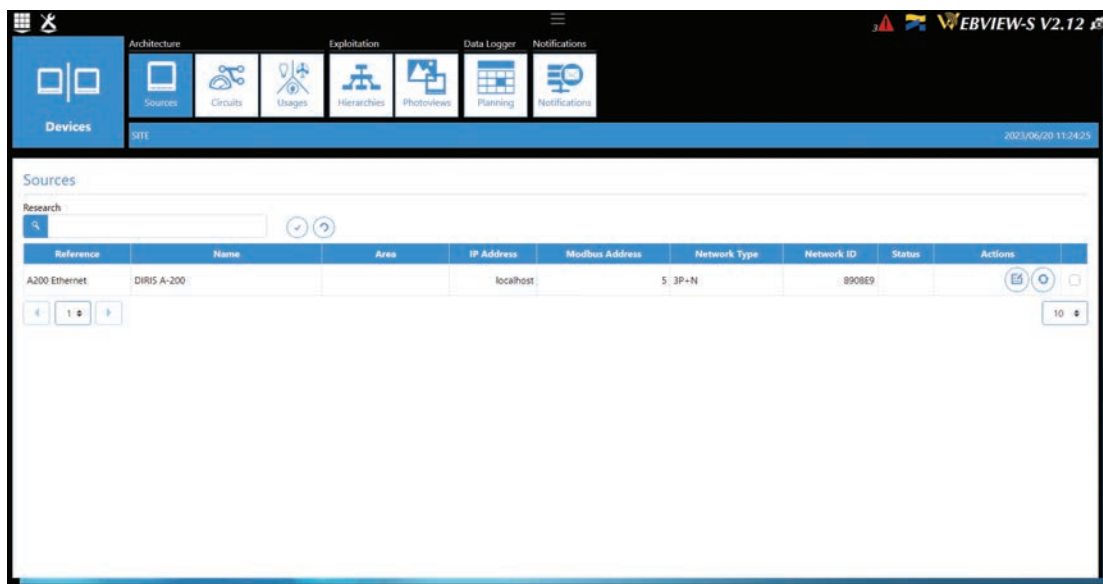 3 WEBVIEW-S V2.12
Architecture Exploitation Data Logger Notifications
Devices Sources Circuits Usages Hierarchies Photoviews Planning Notifications
SITE 2023/06/20 11:24:25
Sources
Research
Reference Name Area IP Address Modbus Address Network Type Network ID Status Actions
A200 Ethernet DIRIS A-200 localhost 5 3P+N 8908E9
1 10